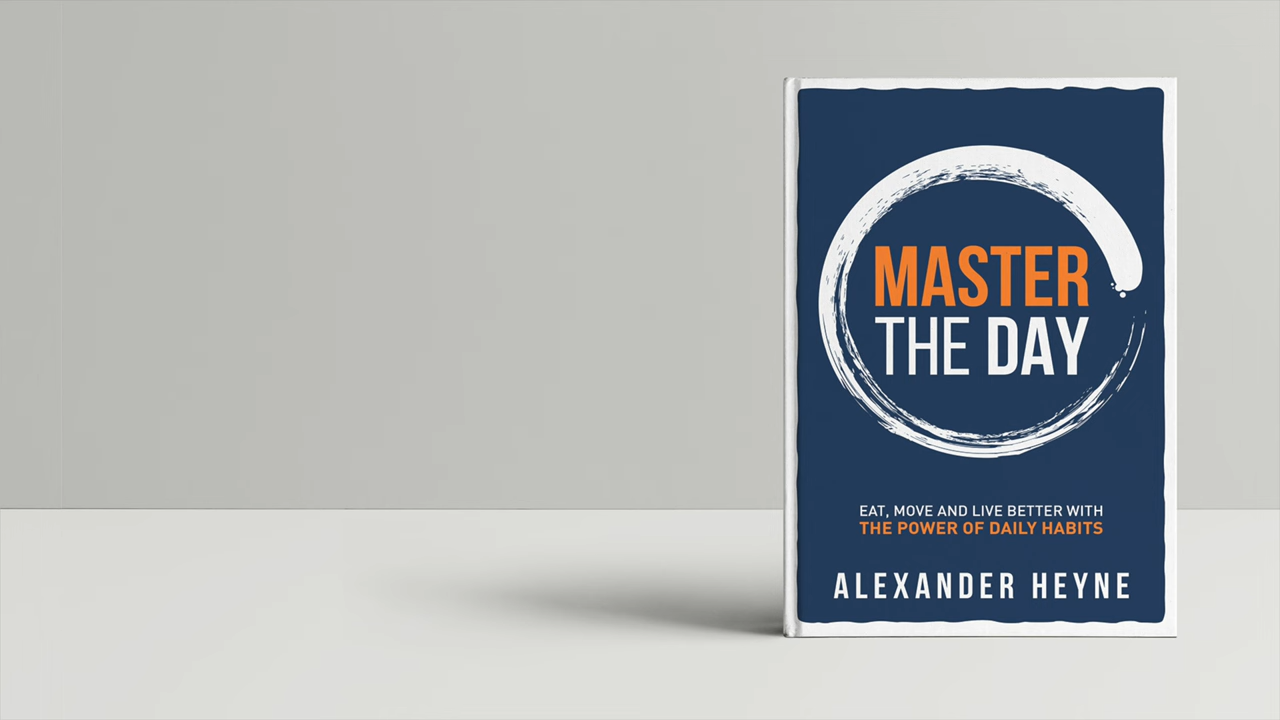 MASTER
THE DAY
EAT, MOVE AND LIVE BETTER WITH
THE POWER OF DAILY HABITS
ALEXANDER HEYNE